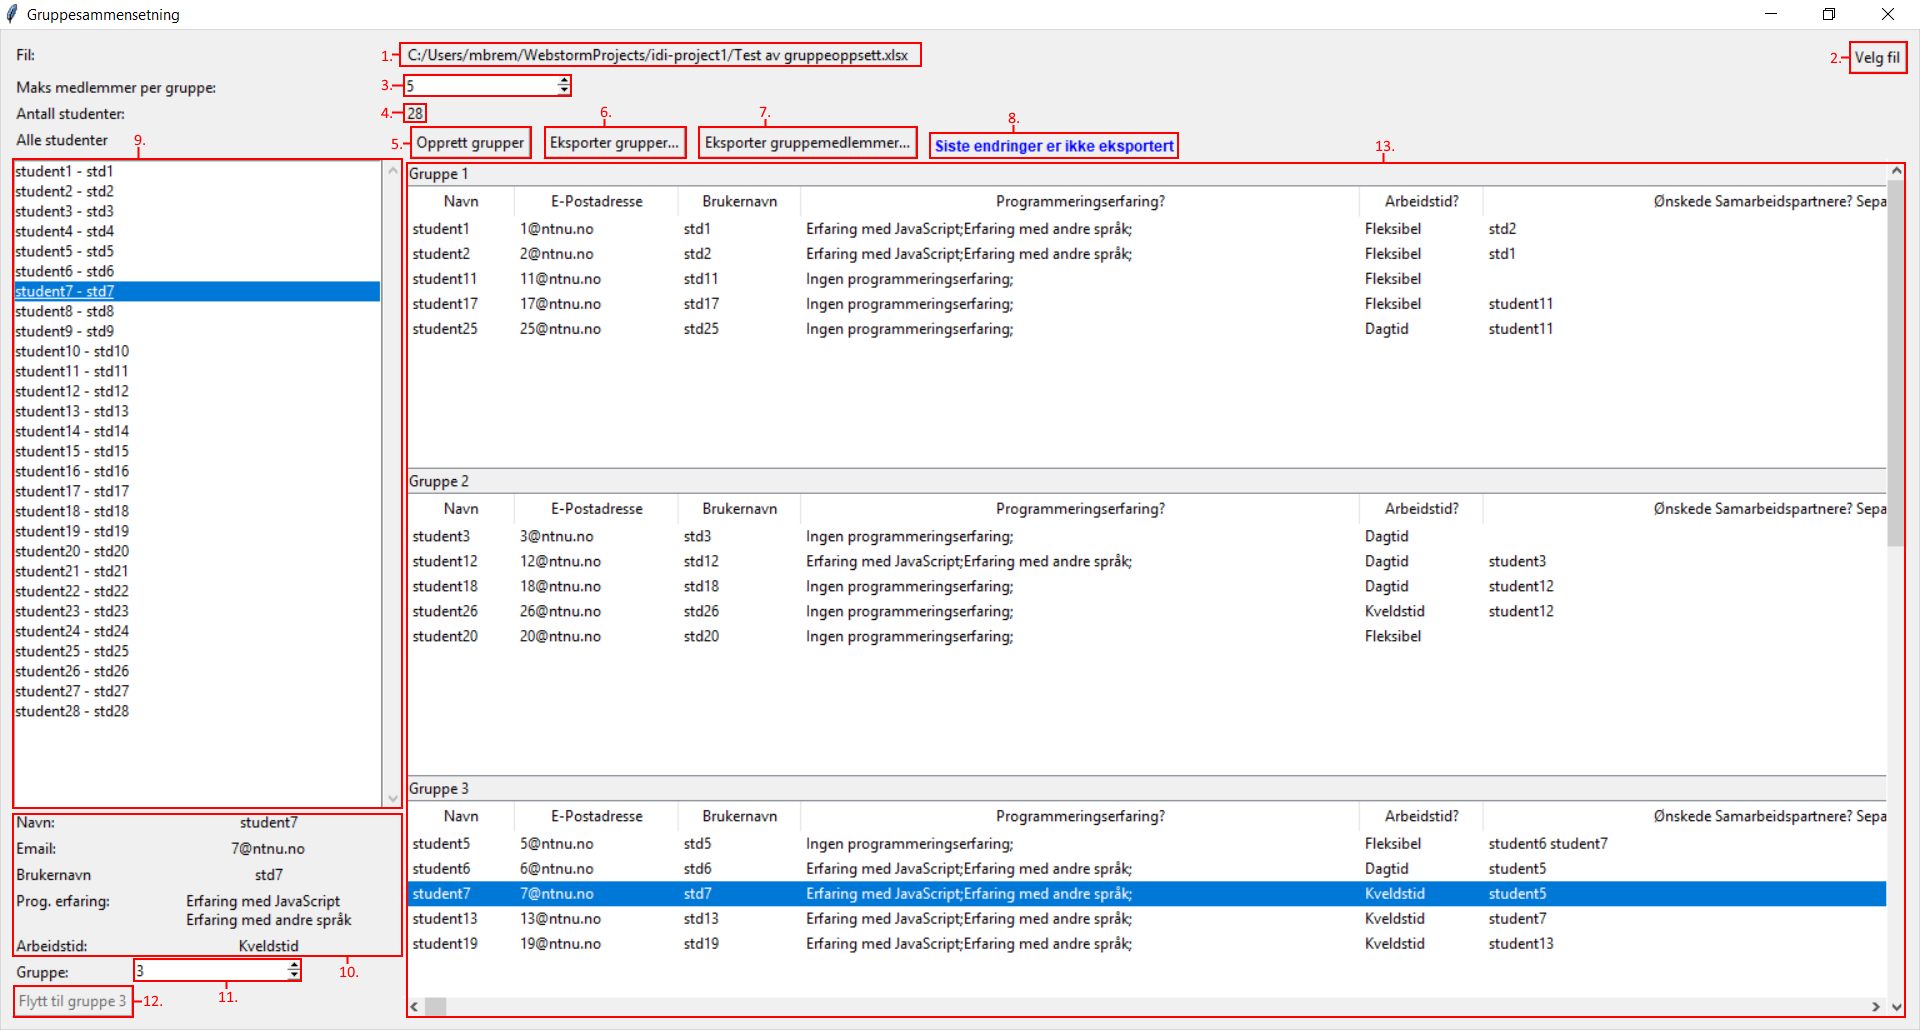 Gruppesammensetning
Fil:
1. C:/Users/mbrem/WebstormProjects/idi-project1/Test av gruppeoppsett.xlsx
2. Velg fil
Maks medlemmer per gruppe:
3. 5
Antall studenter:
4. 28
Alle studenter
9.
5. Opprett grupper
6. Eksporter grupper...
7. Eksporter gruppemedlemmer...
8. Siste endringer er ikke eksportert
13.
student1 - std1
student2 - std2
student3 - std3
student4 - std4
student5 - std5
student6 - std6
student7 - std7
student8 - std8
student9 - std9
student10 - std10
student11 - std11
student12 - std12
student13 - std13
student14 - std14
student15 - std15
student16 - std16
student17 - std17
student18 - std18
student19 - std19
student20 - std20
student21 - std21
student22 - std22
student23 - std23
student24 - std24
student25 - std25
student26 - std26
student27 - std27
student28 - std28
Navn: student7
Email: 7@ntnu.no
Brukernavn std7
Prog. erfaring: Erfaring med JavaScript
Erfaring med andre språk
Arbeidstid: Kveldstid
10.
Gruppe: 3
11.
Flytt til gruppe 3 12.
Gruppe 1
Navn E-Postadresse Brukernavn Programmeringserfaring? Arbeidstid? Ønskede Samarbeidspartnere? Sepa
student1 1@ntnu.no std1 Erfaring med JavaScript;Erfaring med andre språk; Fleksibel std2
student2 2@ntnu.no std2 Erfaring med JavaScript;Erfaring med andre språk; Fleksibel std1
student11 11@ntnu.no std11 Ingen programmeringserfaring; Fleksibel
student17 17@ntnu.no std17 Ingen programmeringserfaring; Fleksibel student11
student25 25@ntnu.no std25 Ingen programmeringserfaring; Dagtid student11
Gruppe 2
Navn E-Postadresse Brukernavn Programmeringserfaring? Arbeidstid? Ønskede Samarbeidspartnere? Sepa
student3 3@ntnu.no std3 Ingen programmeringserfaring; Dagtid
student12 12@ntnu.no std12 Erfaring med JavaScript;Erfaring med andre språk; Dagtid student3
student18 18@ntnu.no std18 Ingen programmeringserfaring; Dagtid student12
student26 26@ntnu.no std26 Ingen programmeringserfaring; Kveldstid student12
student20 20@ntnu.no std20 Ingen programmeringserfaring; Fleksibel
Gruppe 3
Navn E-Postadresse Brukernavn Programmeringserfaring? Arbeidstid? Ønskede Samarbeidspartnere? Sepa
student5 5@ntnu.no std5 Ingen programmeringserfaring; Fleksibel student6 student7
student6 6@ntnu.no std6 Erfaring med JavaScript;Erfaring med andre språk; Dagtid student5
student7 7@ntnu.no std7 Erfaring med JavaScript;Erfaring med andre språk; Kveldstid student5
student13 13@ntnu.no std13 Erfaring med JavaScript;Erfaring med andre språk; Kveldstid student7
student19 19@ntnu.no std19 Erfaring med JavaScript;Erfaring med andre språk; Kveldstid student13